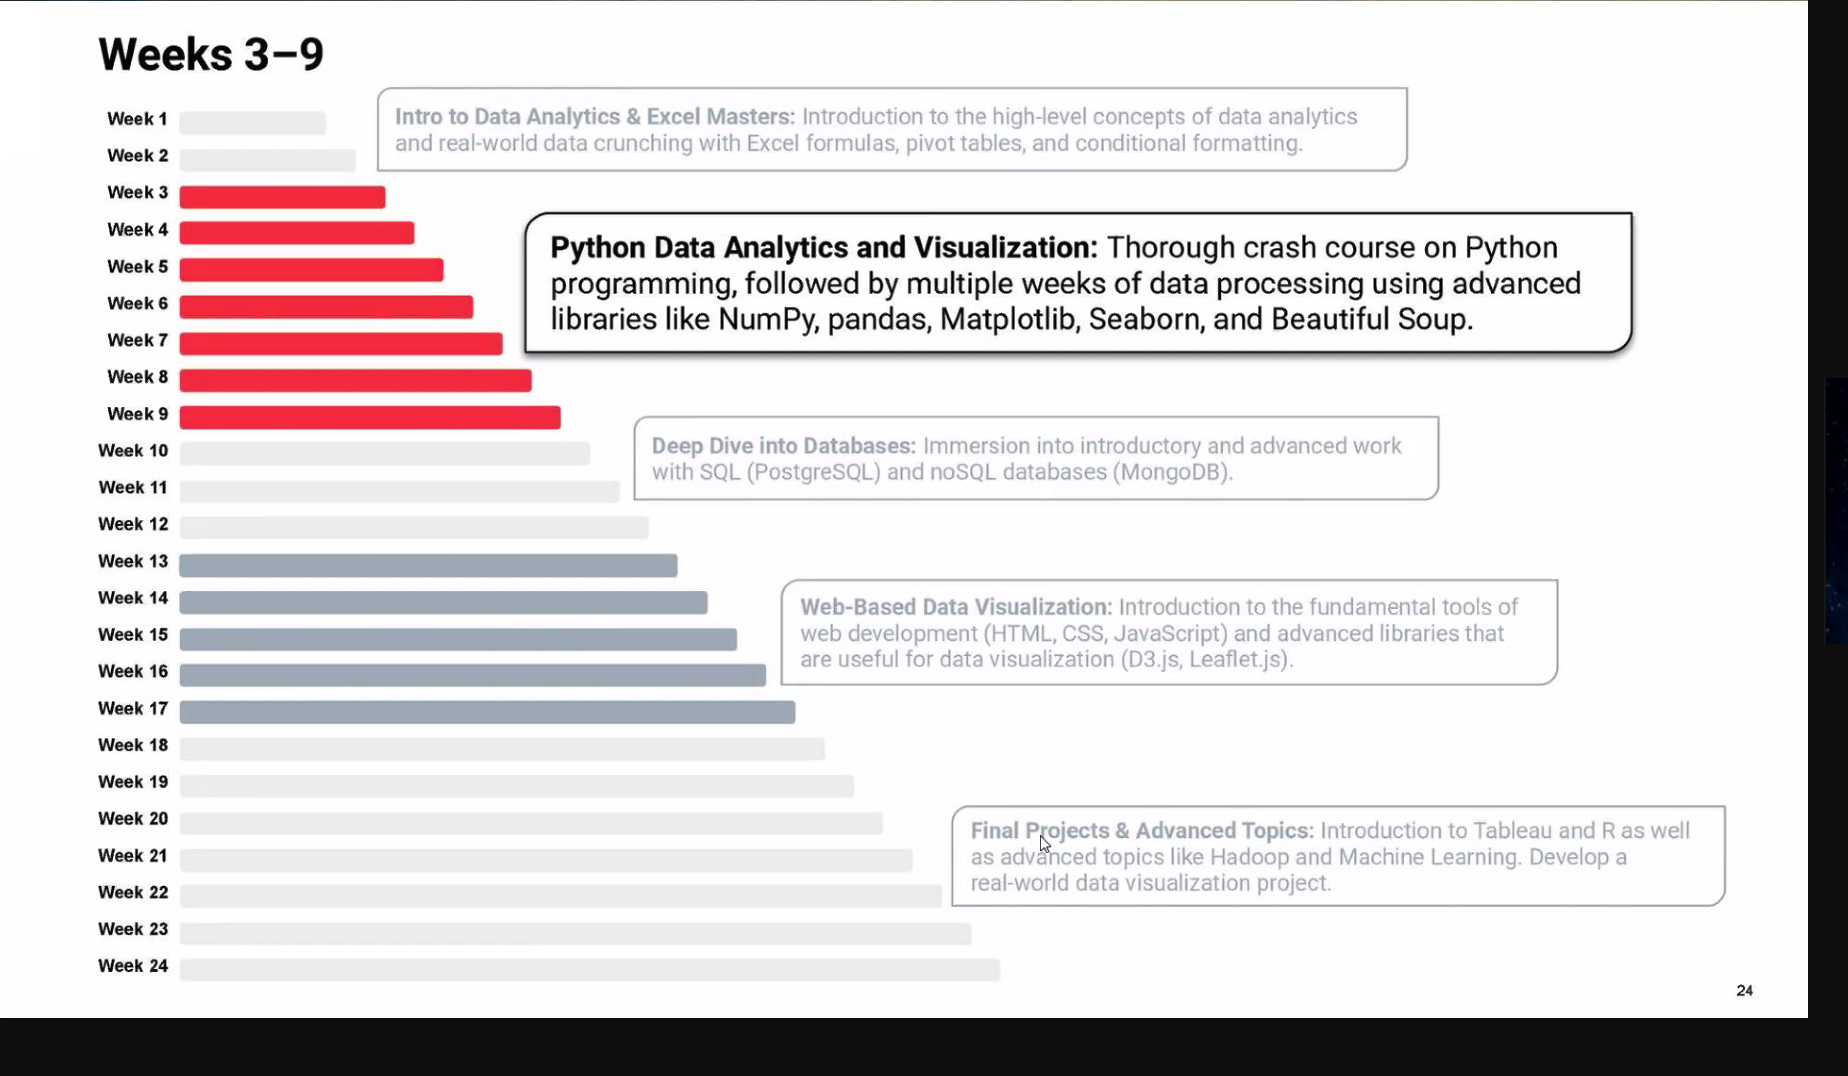 Weeks 3–9
Week 1
Intro to Data Analytics & Excel Masters: Introduction to the high-level concepts of data analytics
and real-world data crunching with Excel formulas, pivot tables, and conditional formatting.
Week 2
Week 3
Week 4
Python Data Analytics and Visualization: Thorough crash course on Python
programming, followed by multiple weeks of data processing using advanced
libraries like NumPy, pandas, Matplotlib, Seaborn, and Beautiful Soup.
Week 5
Week 6
Week 7
Week 8
Week 9
Week 10
Deep Dive into Databases: Immersion into introductory and advanced work
with SQL (PostgreSQL) and noSQL databases (MongoDB).
Week 11
Week 12
Week 13
Week 14
Web-Based Data Visualization: Introduction to the fundamental tools of
web development (HTML, CSS, JavaScript) and advanced libraries that
are useful for data visualization (D3.js, Leaflet.js).
Week 15
Week 16
Week 17
Week 18
Week 19
Week 20
Final Projects & Advanced Topics: Introduction to Tableau and R as well
as advanced topics like Hadoop and Machine Learning. Develop a
real-world data visualization project.
Week 21
Week 22
Week 23
Week 24
24